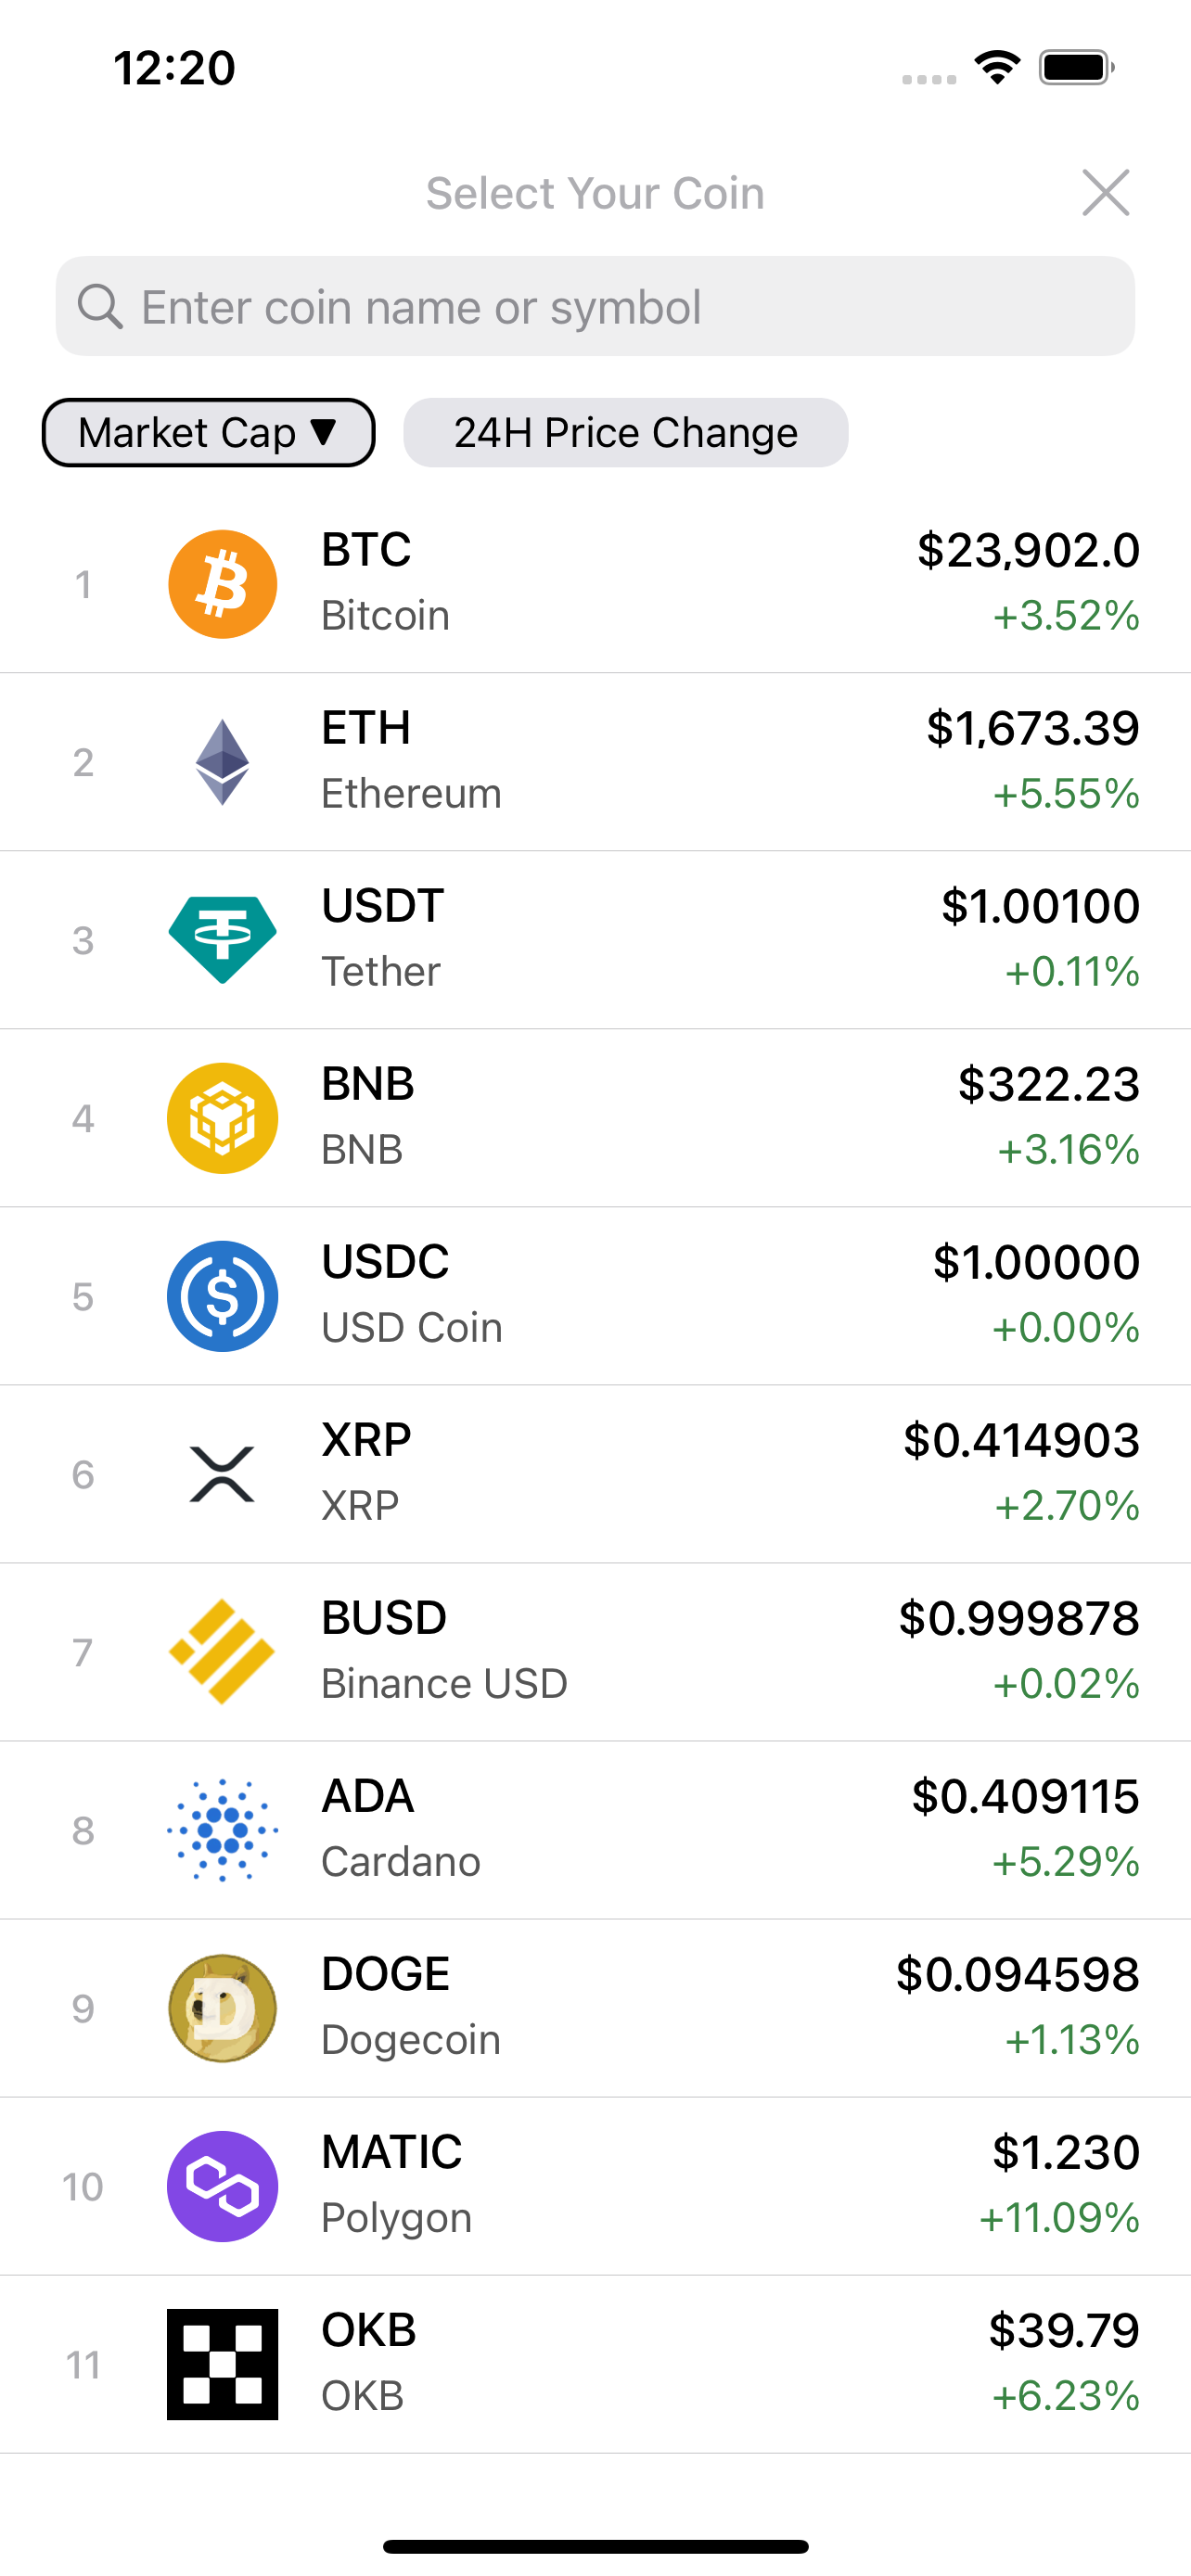 12:20
Select Your Coin
Enter coin name or symbol
Market Cap ▼ 24H Price Change
1 BTC $23,902.0
Bitcoin +3.52%
2 ETH $1,673.39
Ethereum +5.55%
3 USDT $1.00100
Tether +0.11%
4 BNB $322.23
BNB +3.16%
5 USDC $1.00000
USD Coin +0.00%
6 XRP $0.414903
XRP +2.70%
7 BUSD $0.999878
Binance USD +0.02%
8 ADA $0.409115
Cardano +5.29%
9 DOGE $0.094598
Dogecoin +1.13%
10 MATIC $1.230
Polygon +11.09%
11 OKB $39.79
OKB +6.23%